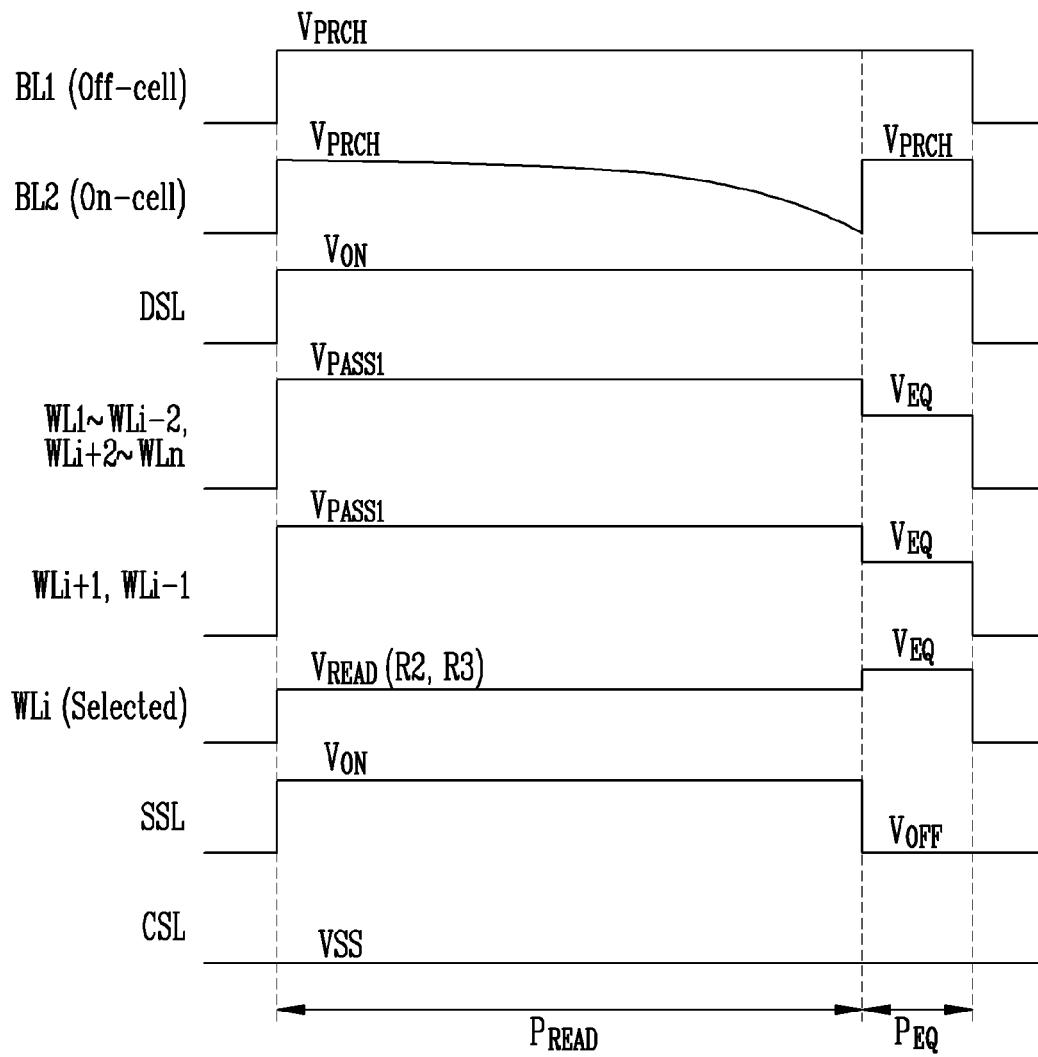 VPRCH
BL1 (Off-cell)
VPRCH
VPRCH
BL2 (On-cell)
VON
DSL
VPASS1
VEQ
WL1~WLi-2,
WLi+2~WLn
VPASS1
VEQ
WLi+1, WLi-1
VEQ
VREAD (R2, R3)
WLi (Selected)
VON
SSL
VOFF
CSL
VSS
PREAD
PEQ